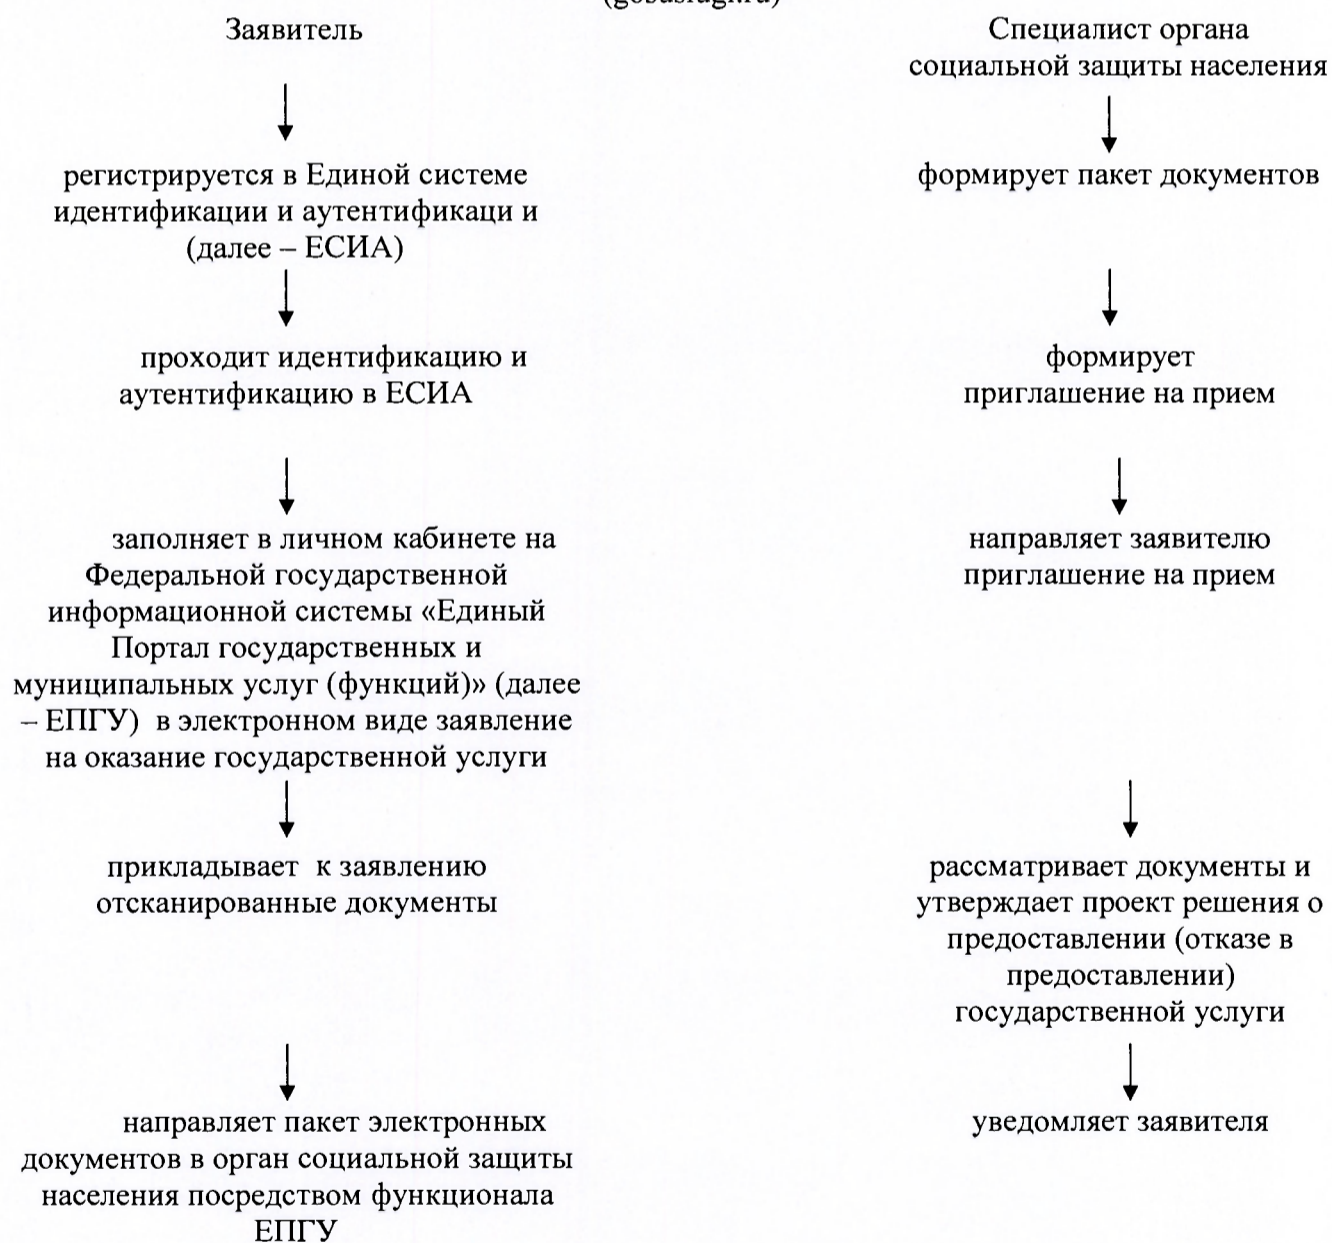 Заявитель
регистрируется в Единой системе
идентификации и аутентификаци и
(далее – ЕСИА)
проходит идентификацию и
аутентификацию в ЕСИА
заполняет в личном кабинете на
Федеральной государственной
информационной системы «Единый
Портал государственных и
муниципальных услуг (функций)» (далее
– ЕПГУ) в электронном виде заявление
на оказание государственной услуги
прикладывает к заявлению
отсканированные документы
направляет пакет электронных
документов в орган социальной защиты
населения посредством функционала
ЕПГУ
Специалист органа
социальной защиты населения
формирует пакет документов
формирует
приглашение на прием
направляет заявителю
приглашение на прием
рассматривает документы и
утверждает проект решения о
предоставлении (отказе в
предоставлении)
государственной услуги
уведомляет заявителя